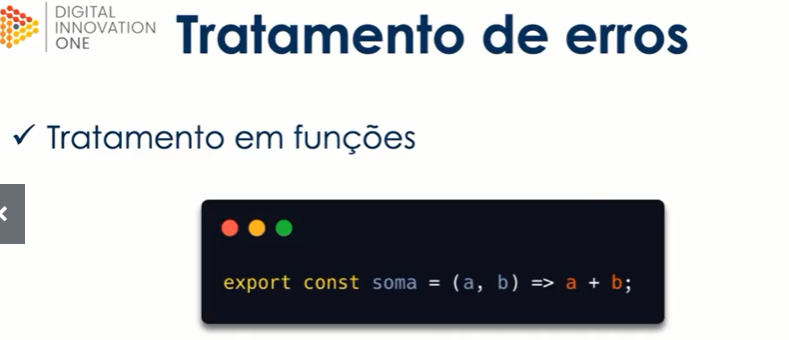 DIGITAL
INNOVATION
ONE
Tratamento de erros
✓ Tratamento em funções
export const soma = (a, b) => a + b;